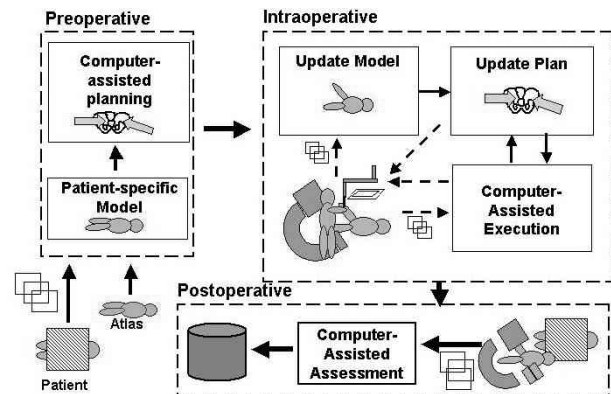 Preoperative
Computer-
assisted
planning
Patient-specific
Model
Atlas
Patient
Intraoperative
Update Model
Update Plan
Computer-
Assisted
Execution
Postoperative
Computer-
Assisted
Assessment